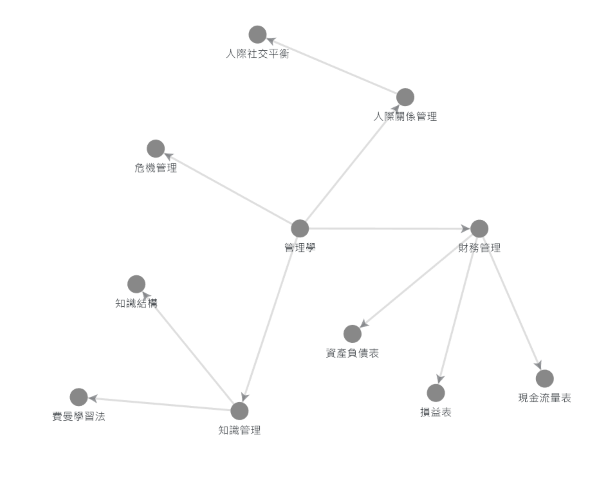 人際社交平衡
人際關係管理
危機管理
管理學
財務管理
知識結構
資產負債表
現金流量表
損益表
費曼學習法
知識管理